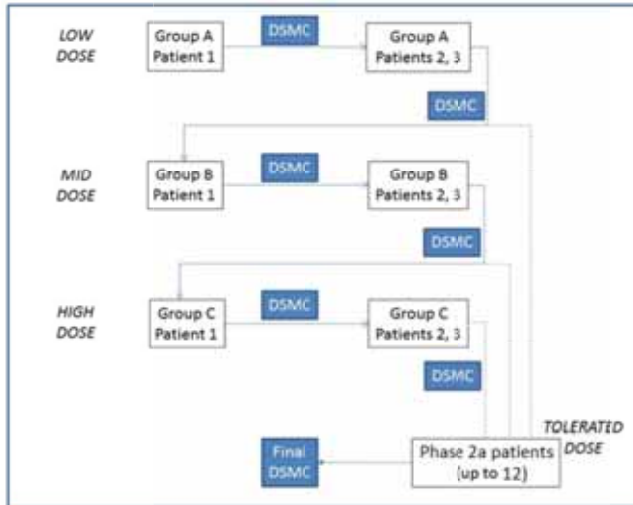 LOW
DOSE
Group A
Patient 1
DSMC
Group A
Patients 2, 3
DSMC
MID
DOSE
Group B
Patient 1
DSMC
Group B
Patients 2, 3
DSMC
HIGH
DOSE
Group C
Patient 1
DSMC
Group C
Patients 2, 3
DSMC
TOLERATED
DOSE
Final
DSMC
Phase 2a patients
(up to 12)